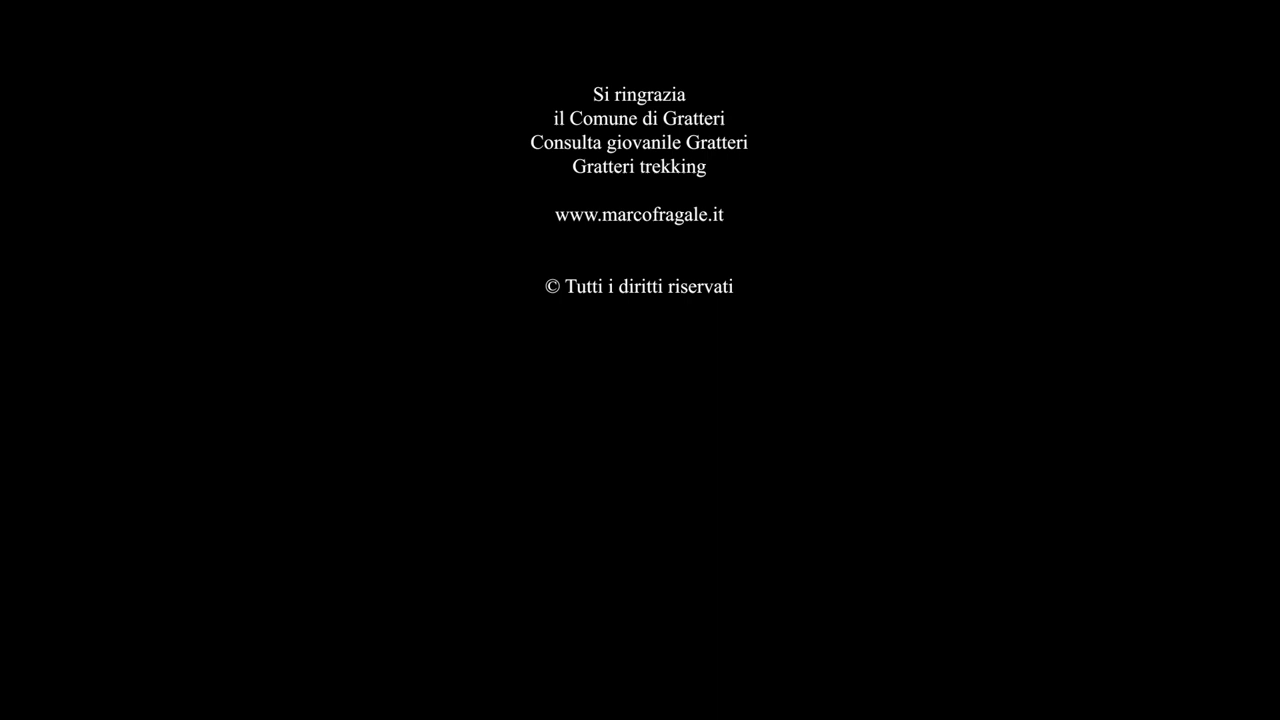 Si ringrazia
il Comune di Gratteri
Consulta giovanile Gratteri
Gratteri trekking
www.marcofragale.it
© Tutti i diritti riservati